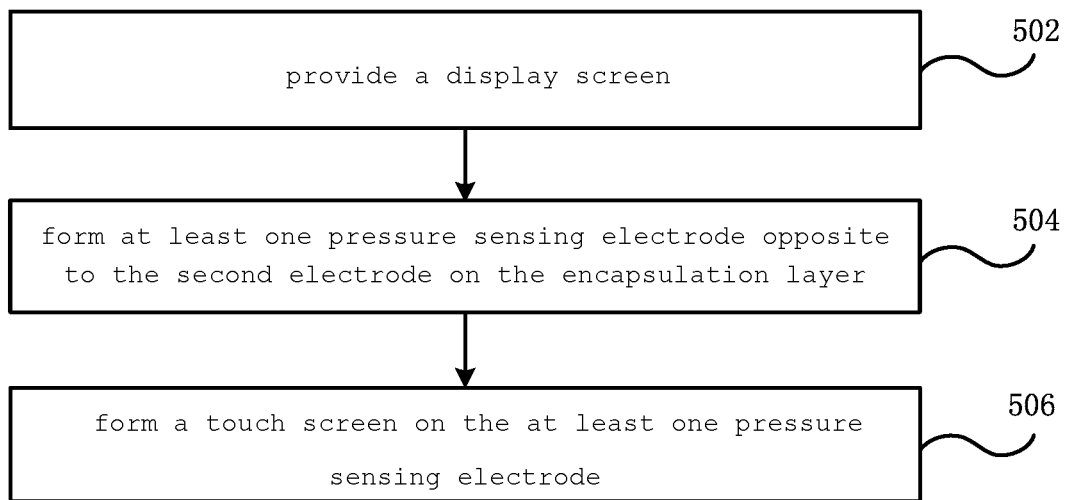 502
provide a display screen
504
form at least one pressure sensing electrode opposite
to the second electrode on the encapsulation layer
506
form a touch screen on the at least one pressure
sensing electrode